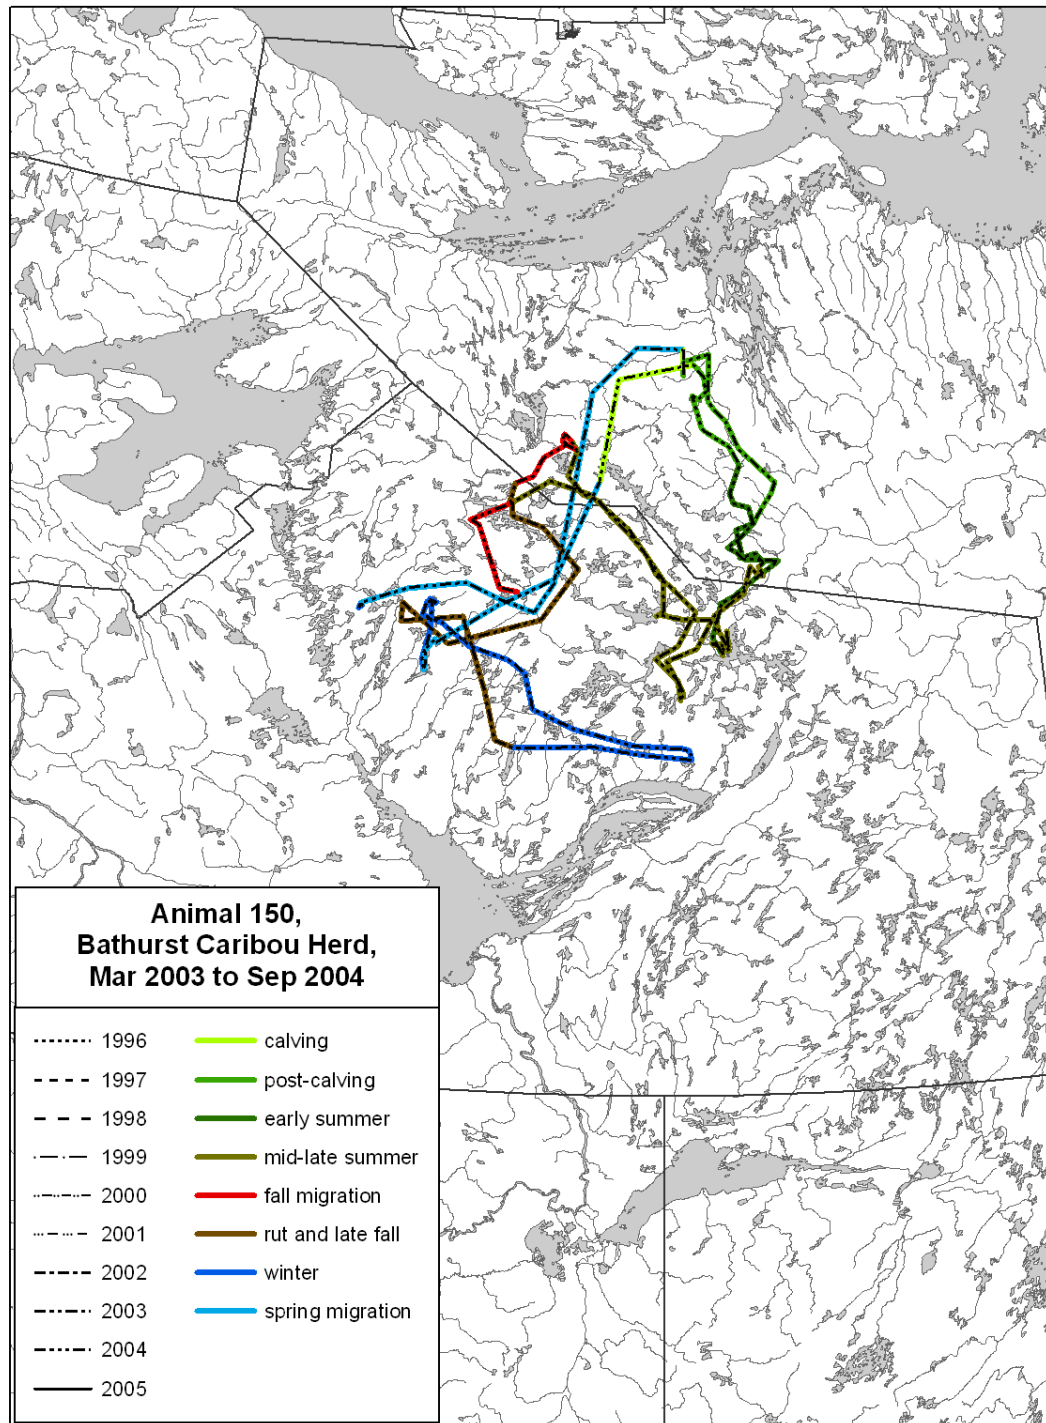 Animal 150,
Bathurst Caribou Herd,
Mar 2003 to Sep 2004
1996
1997
1998
1999
2000
2001
2002
2003
2004
2005
calving
post-calving
early summer
mid-late summer
fall migration
rut and late fall
winter
spring migration